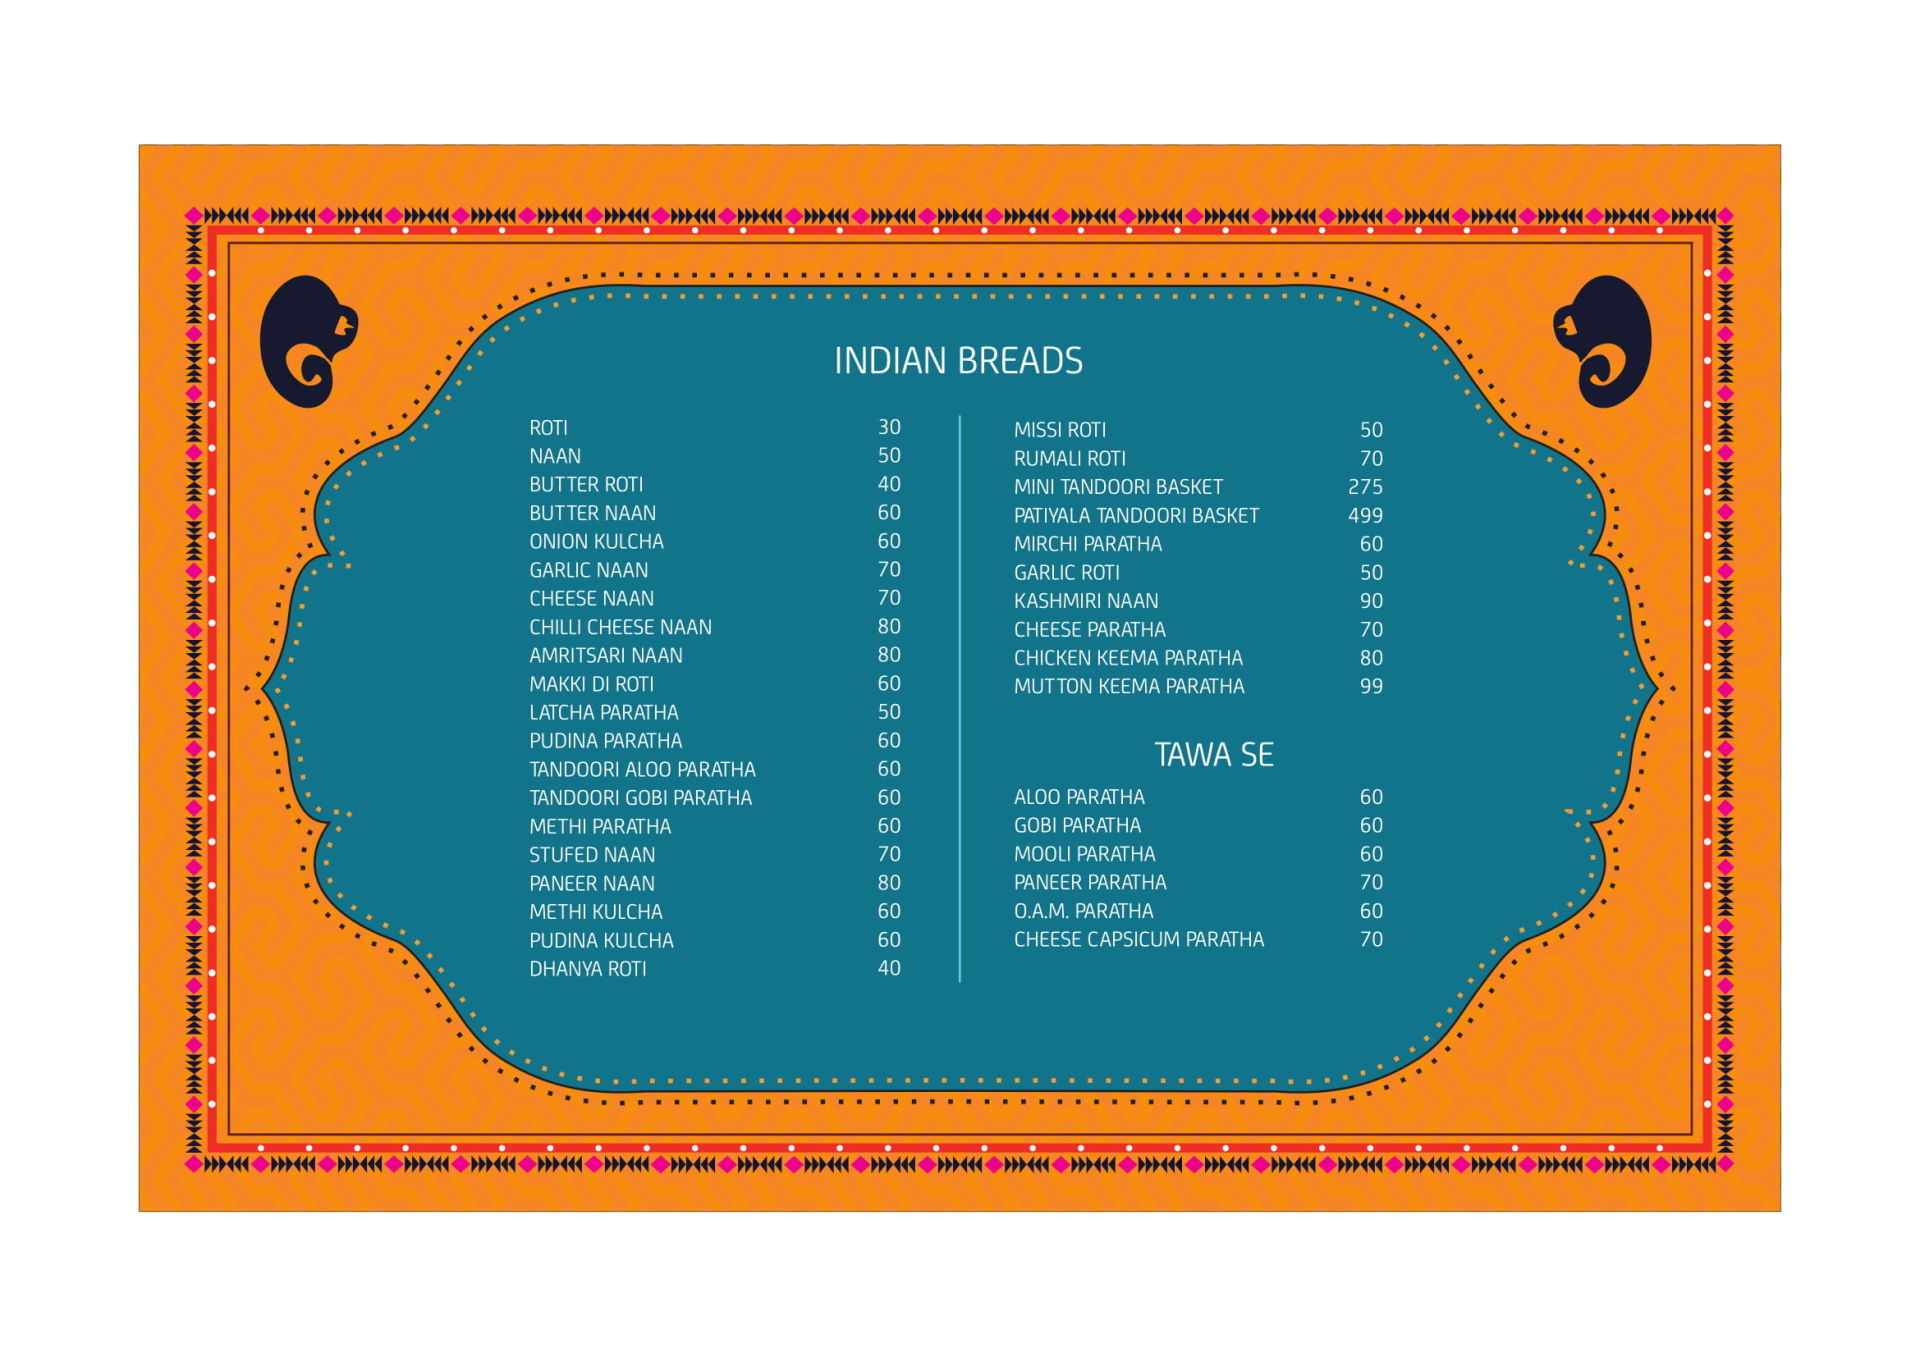 INDIAN BREADS
ROTI 30
NAAN 50
BUTTER ROTI 40
BUTTER NAAN 60
ONION KULCHA 60
GARLIC NAAN 70
CHEESE NAAN 70
CHILLI CHEESE NAAN 80
AMRITSARI NAAN 80
MAKKI DI ROTI 60
LATCHA PARATHA 50
PUDINA PARATHA 60
TANDOORI ALOO PARATHA 60
TANDOORI GOBI PARATHA 60
METHI PARATHA 60
STUFED NAAN 70
PANEER NAAN 80
METHI KULCHA 60
PUDINA KULCHA 60
DHANYA ROTI 40
MISSI ROTI 50
RUMALI ROTI 70
MINI TANDOORI BASKET 275
PATIYALA TANDOORI BASKET 499
MIRCHI PARATHA 60
GARLIC ROTI 50
KASHMIRI NAAN 90
CHEESE PARATHA 70
CHICKEN KEEMA PARATHA 80
MUTTON KEEMA PARATHA 99
TAWA SE
ALOO PARATHA 60
GOBI PARATHA 60
MOOLI PARATHA 60
PANEER PARATHA 70
O.A.M. PARATHA 60
CHEESE CAPSICUM PARATHA 70